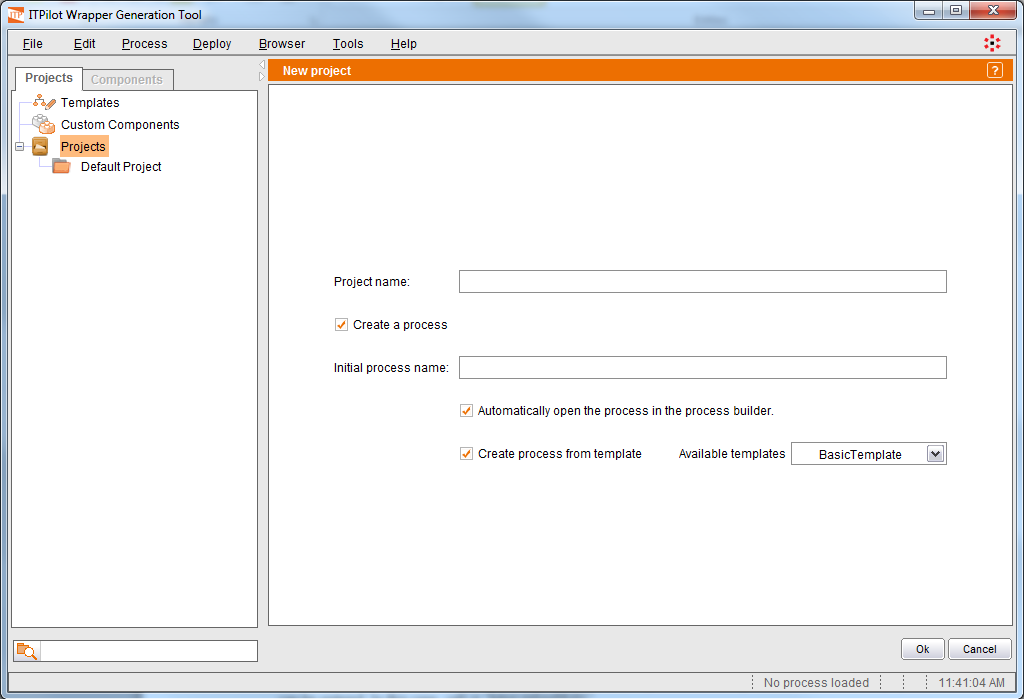 ITPilot Wrapper Generation Tool
File Edit Process Deploy Browser Tools Help
Projects Components
New project ?
Templates
Custom Components
Projects
Default Project
Project name:
Create a process
Initial process name:
Automatically open the process in the process builder.
Create process from template Available templates BasicTemplate
Ok Cancel
No process loaded 11:41:04 AM